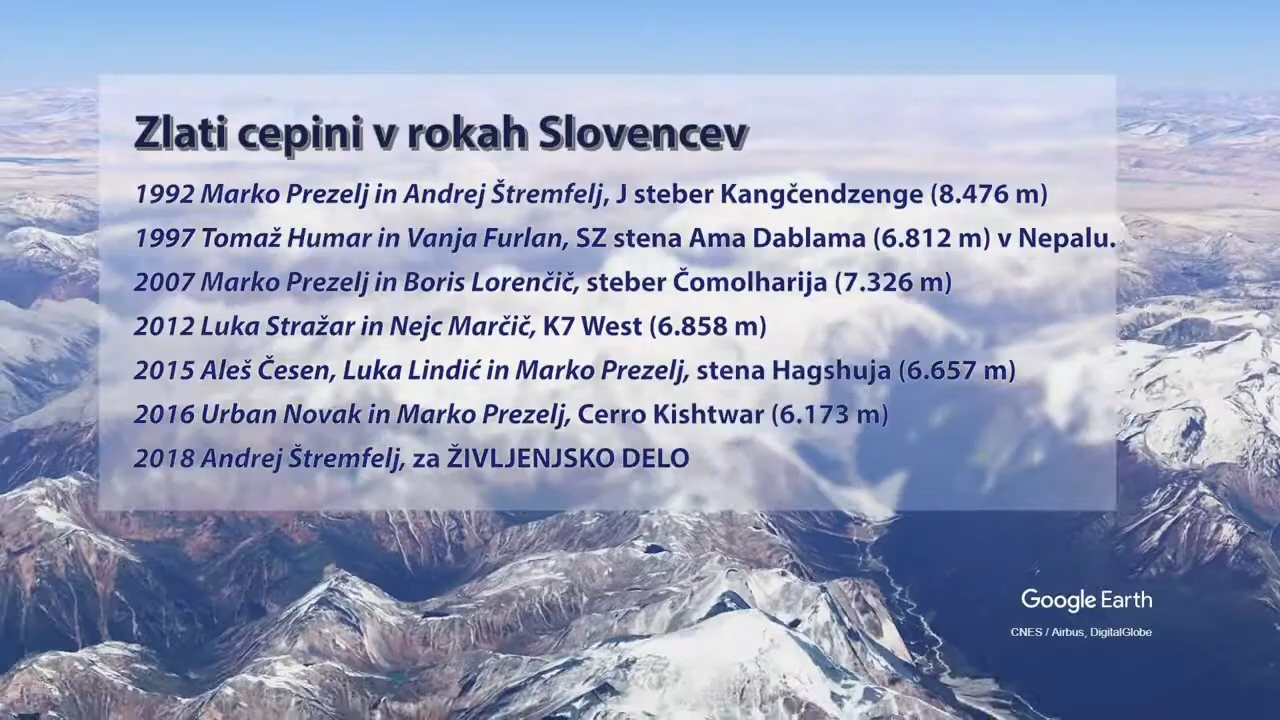 Zlati cepini v rokah Slovencev
1992 Marko Prezelj in Andrej Štremfelj, J steber Kangčendzenge (8.476 m)
1997 Tomaž Humar in Vanja Furlan, SZ stena Ama Dablama (6.812 m) v Nepalu.
2007 Marko Prezelj in Boris Lorenčič, steber Čomolharija (7.326 m)
2012 Luka Stražar in Nejc Marčič, K7 West (6.858 m)
2015 Aleš Česen, Luka Lindić in Marko Prezelj, stena Hagshuja (6.657 m)
2016 Urban Novak in Marko Prezelj, Cerro Kishtwar (6.173 m)
2018 Andrej Štremfelj, za ŽIVLJENJSKO DELO
Google Earth
CNES / Airbus, DigitalGlobe